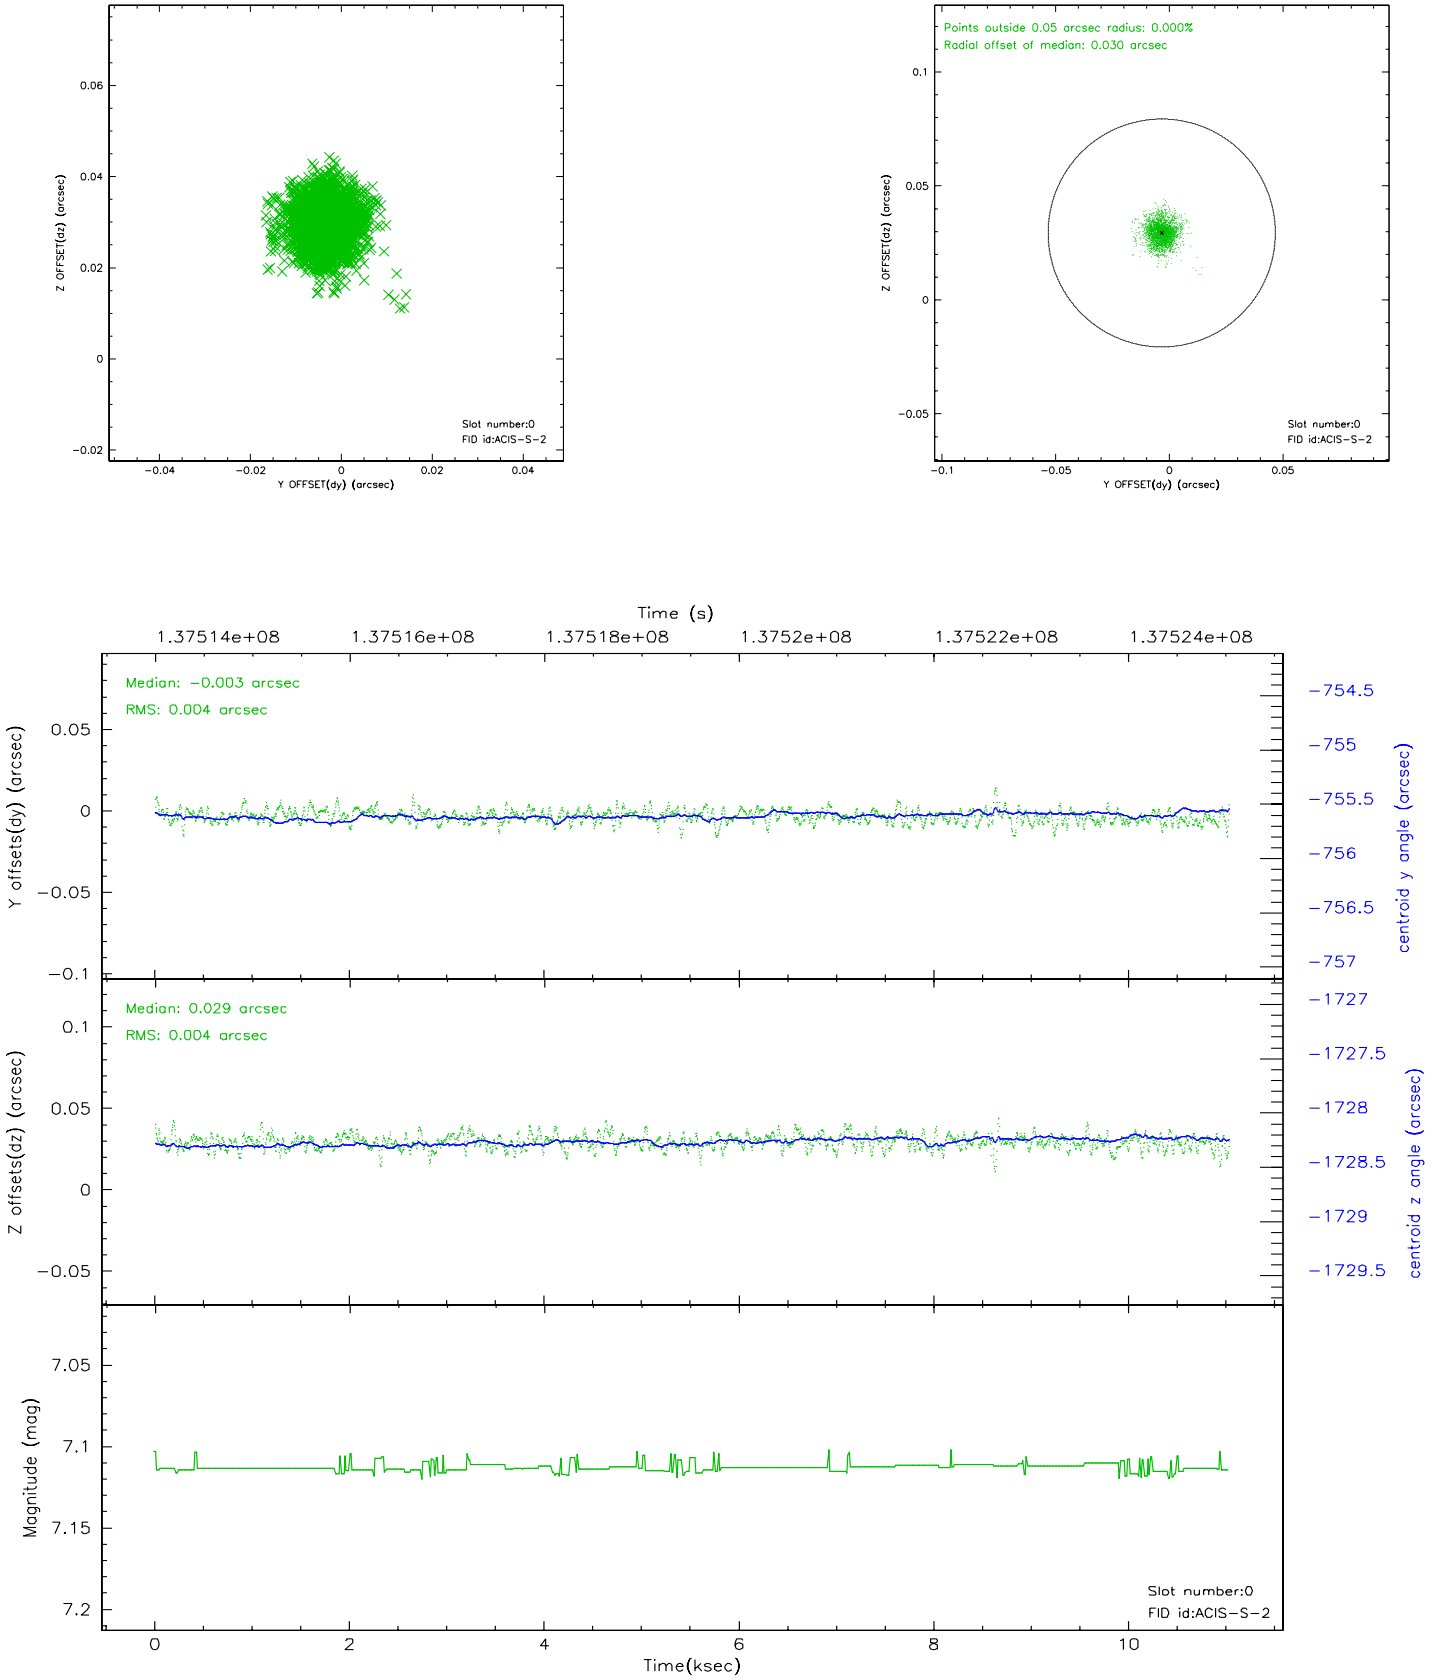 0.06
0.04
0.02
0
-0.02
Z OFFSET(dz) (arcsec)
Slot number:0
FID id:ACIS-S-2
-0.04
-0.02
0
0.02
0.04
Y OFFSET(dy) (arcsec)
Points outside 0.05 arcsec radius: 0.000%
Radial offset of median: 0.030 arcsec
0.1
0.05
0
-0.05
Z OFFSET(dz) (arcsec)
Slot number:0
FID id:ACIS-S-2
-0.1
-0.05
0
0.05
Y OFFSET(dy) (arcsec)
Time (s)
1.37514e+08
1.37516e+08
1.37518e+08
1.3752e+08
1.37522e+08
1.37524e+08
Median: -0.003 arcsec
RMS: 0.004 arcsec
0.05
0
-0.05
-0.1
Y offsets(dy) (arcsec)
-754.5
-755
-755.5
-756
-756.5
-757
centroid y angle (arcsec)
Median: 0.029 arcsec
RMS: 0.004 arcsec
0.1
0.05
0
-0.05
Z offsets(dz) (arcsec)
-1727
-1727.5
-1728
-1728.5
-1729
-1729.5
centroid z angle (arcsec)
7.05
7.1
7.15
7.2
Magnitude (mag)
Slot number:0
FID id:ACIS-S-2
0
2
4
6
8
10
Time(ksec)